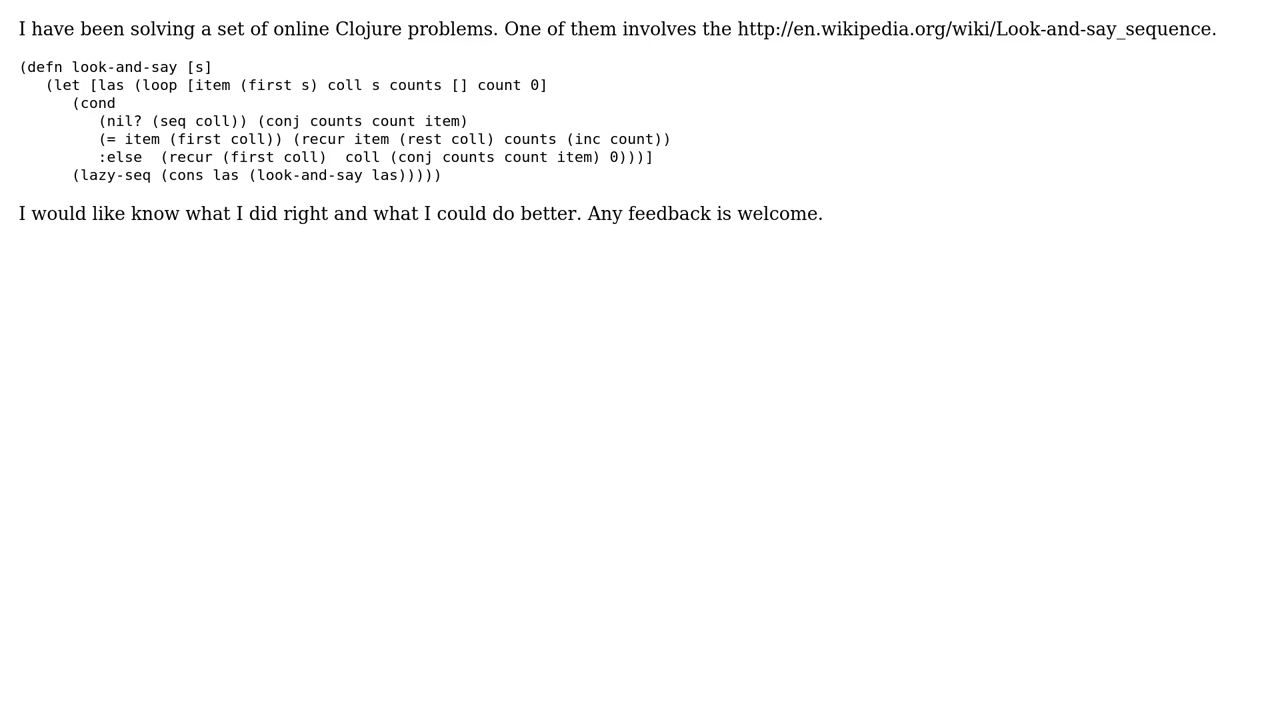 I have been solving a set of online Clojure problems. One of them involves the http://en.wikipedia.org/wiki/Look-and-say_sequence.
(defn look-and-say [s]
   (let [las (loop [item (first s) coll s counts [] count 0]
      (cond
         (nil? (seq coll)) (conj counts count item)
         (= item (first coll)) (recur item (rest coll) counts (inc count))
         :else  (recur (first coll)  coll (conj counts count item) 0)))]
      (lazy-seq (cons las (look-and-say las)))))
I would like know what I did right and what I could do better. Any feedback is welcome.